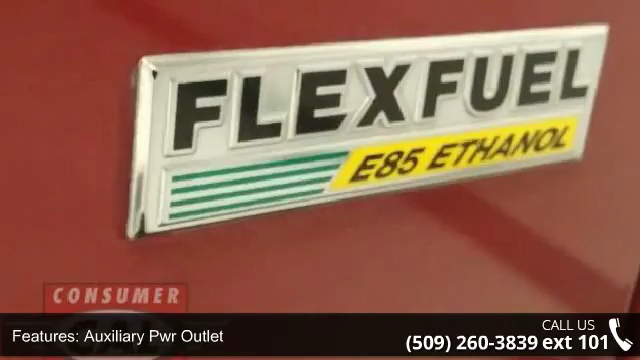 FLEXFUEL
E85 ETHANOL
CONSUMER
Features: Auxiliary Pwr Outlet
CALL US
(509) 260-3839 ext 101